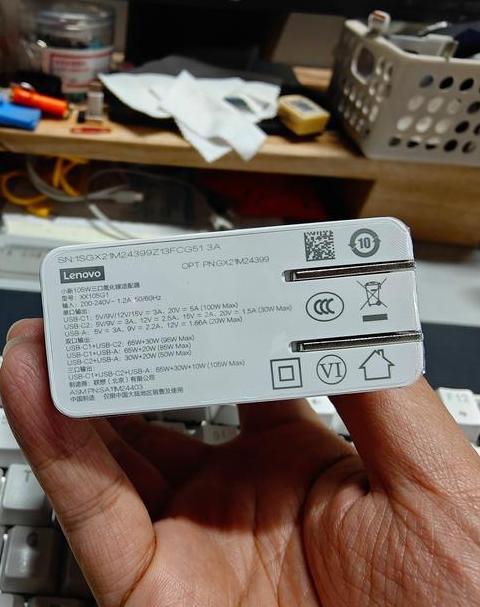 SN:1SGX21M24399Z13FCG51 3A
Lenovo
OPT PN:GX21M24399
小新105W三口氮化镓适配器
型号: XX105G1
输入: 200-240V~ 1.2A 50/60Hz
单口输出:
USB-C1: 5V/9V/12V/15V = 3A, 20V = 5A (100W Max)
USB-C2: 5V/9V = 3A, 12V = 2.5A, 15V = 2A, 20V = 1.5A (30W Max)
USB-A: 5V = 3A, 9V = 2.2A, 12V = 1.66A (20W Max)
双口输出:
USB-C1+USB-C2: 65W+30W (95W Max)
USB-C1+USB-A: 65W+20W (85W Max)
USB-C2+USB-A: 30W+20W (50W Max)
三口输出:
USB-C1+USB-C2+USB-A: 65W+30W+10W (105W Max)
制造商: 联想（北京）有限公司
ASM PN:SA11M24403
中国制造 仅限中国大陆地区销售及使用
10
CCC
VI
F12